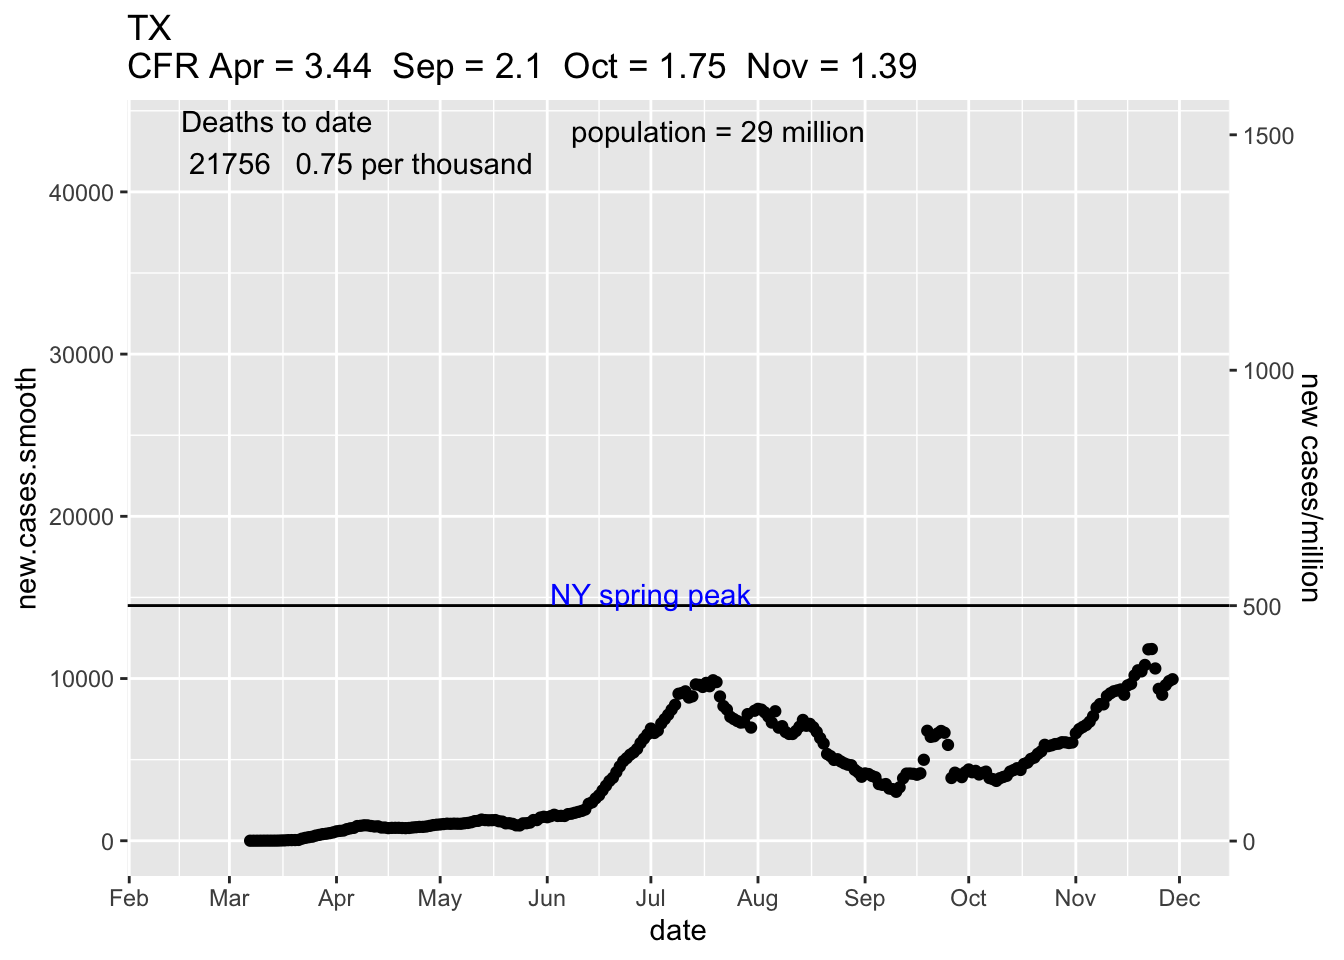 TX
CFR Apr = 3.44  Sep = 2.1  Oct = 1.75  Nov = 1.39
Deaths to date
21756   0.75 per thousand
population = 29 million
new.cases.smooth
40000
30000
20000
10000
0
NY spring peak
1500
1000
500
0
new cases/million
Feb Mar Apr May Jun Jul Aug Sep Oct Nov Dec
date